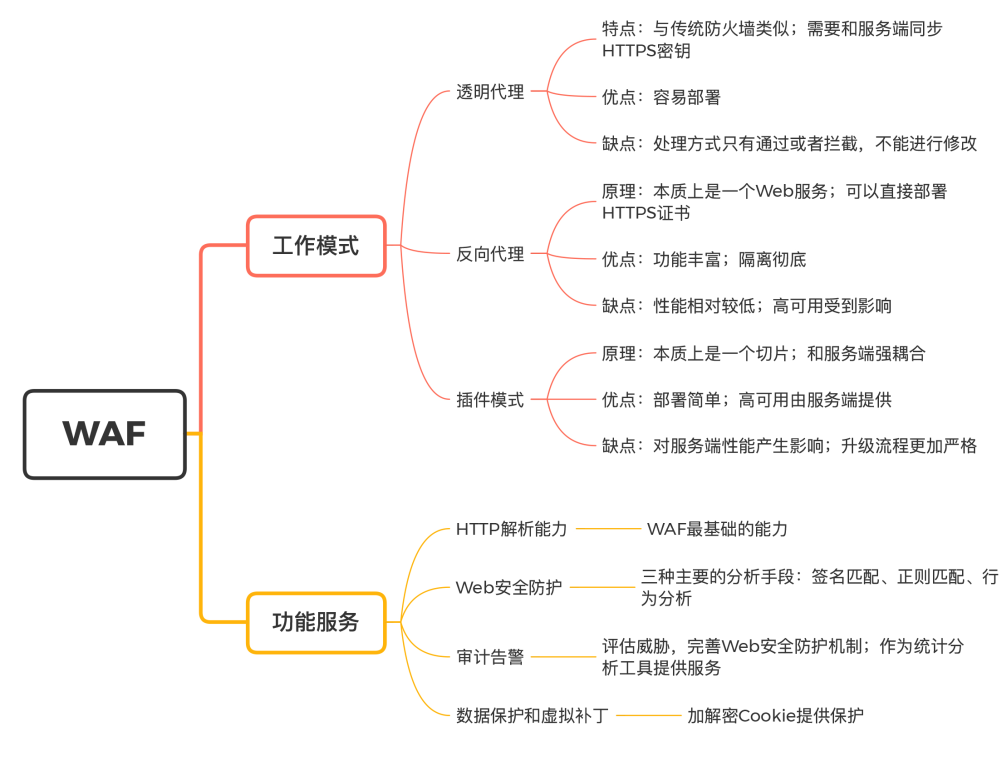 WAF
工作模式
透明代理
特点：与传统防火墙类似；需要和服务端同步
HTTPS密钥
优点：容易部署
缺点：处理方式只有通过或者拦截，不能进行修改
反向代理
原理：本质上是一个Web服务；可以直接部署
HTTPS证书
优点：功能丰富；隔离彻底
缺点：性能相对较低；高可用受到影响
插件模式
原理：本质上是一个切片；和服务端强耦合
优点：部署简单；高可用由服务端提供
缺点：对服务端性能产生影响；升级流程更加严格
功能服务
HTTP解析能力
WAF最基础的能力
Web安全防护
三种主要的分析手段：签名匹配、正则匹配、行
为分析
审计告警
评估威胁，完善Web安全防护机制；作为统计分
析工具提供服务
数据保护和虚拟补丁
加解密Cookie提供保护